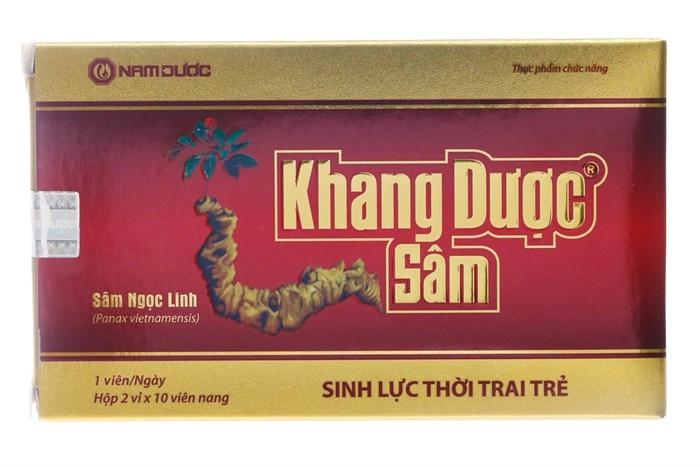 NAM DƯỢC
Thực phẩm chức năng
Khang Dược®
Sâm
Sâm Ngọc Linh
(Panax vietnamensis)
1 viên/Ngày
Hộp 2 vỉ x 10 viên nang
SINH LỰC THỜI TRAI TRẺ